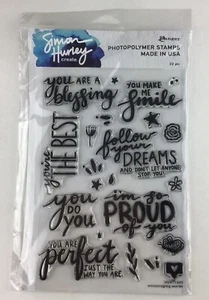 Simon
Hurley
create.
Ranger
PHOTOPOLYMER STAMPS
MADE IN USA
you are a
blessing
you make me
smile
you're
THE BEST
follow
your
DREAMS
AND DON'T LET ANYONE
STOP YOU!
you
DO
you
I'm so
PROUD
of you
YOU ARE
perfect
JUST THE
WAY YOU ARE.
encouraging words